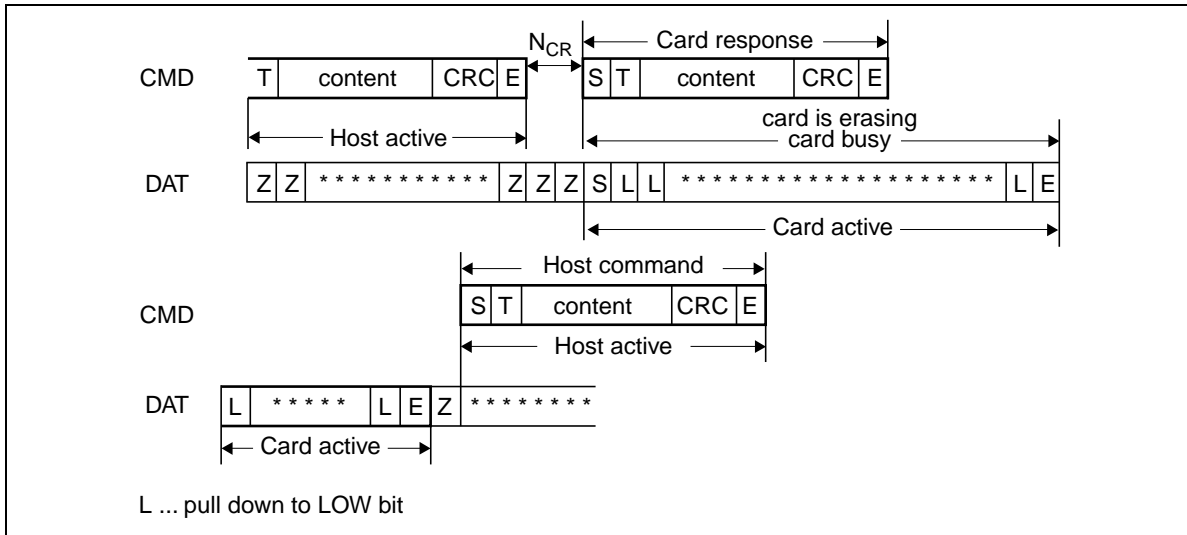 N_CR Card response
CMD T content CRC E S T content CRC E
card is erasing
Host active card busy
DAT Z Z * * * * * * * * * * * Z Z Z S L L * * * * * * * * * * * * * * * * * * * * L E
Card active
Host command
CMD S T content CRC E
Host active
DAT L * * * * * L E Z * * * * * * * *
Card active
L ... pull down to LOW bit